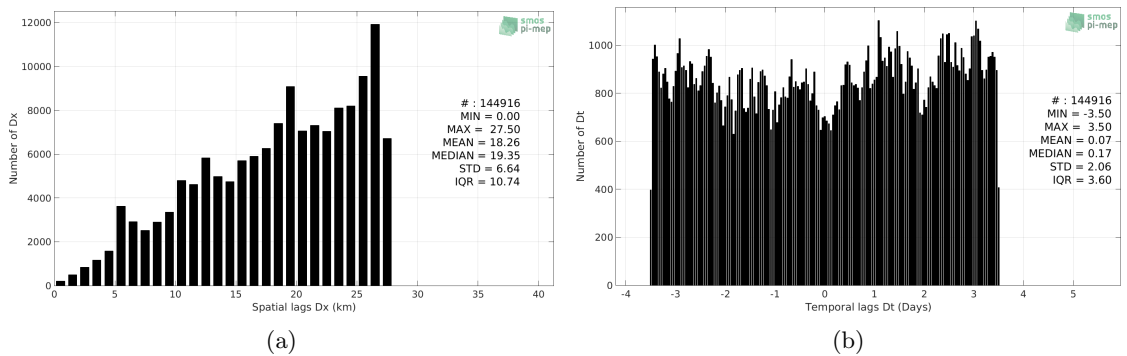 12000
10000
8000
6000
4000
2000
0
Number of Dx
0 5 10 15 20 25 30 35 40
Spatial lags Dx (km)
smos
pi-mep
# : 144916
MIN = 0.00
MAX = 27.50
MEAN = 18.26
MEDIAN = 19.35
STD = 6.64
IQR = 10.74
(a)
1000
800
600
400
200
0
Number of Dt
-4 -3 -2 -1 0 1 2 3 4 5
Temporal lags Dt (Days)
smos
pi-mep
# : 144916
MIN = -3.50
MAX = 3.50
MEAN = 0.07
MEDIAN = 0.17
STD = 2.06
IQR = 3.60
(b)